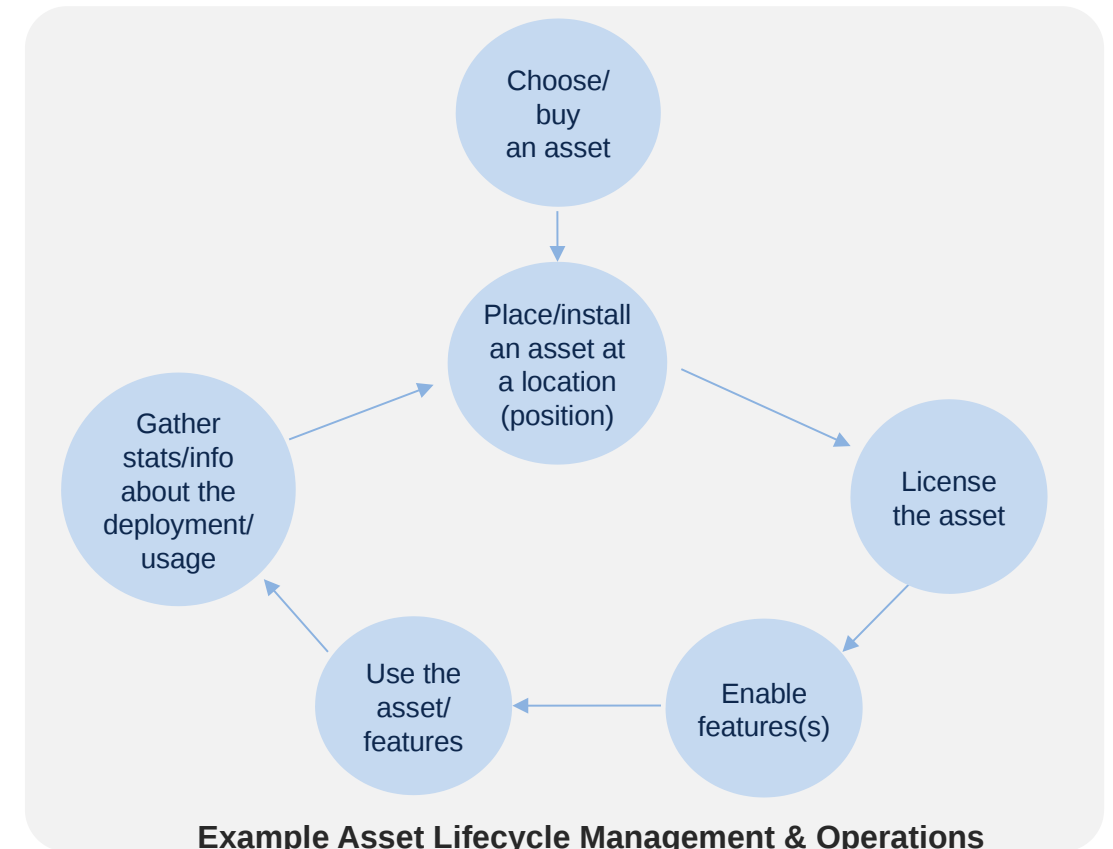 Choose/
buy
an asset
Place/install
an asset at
a location
(position)
Gather
stats/info
about the
deployment/
usage
License
the asset
Use the
asset/
features
Enable
features(s)
Example Asset Lifecycle Management & Operations